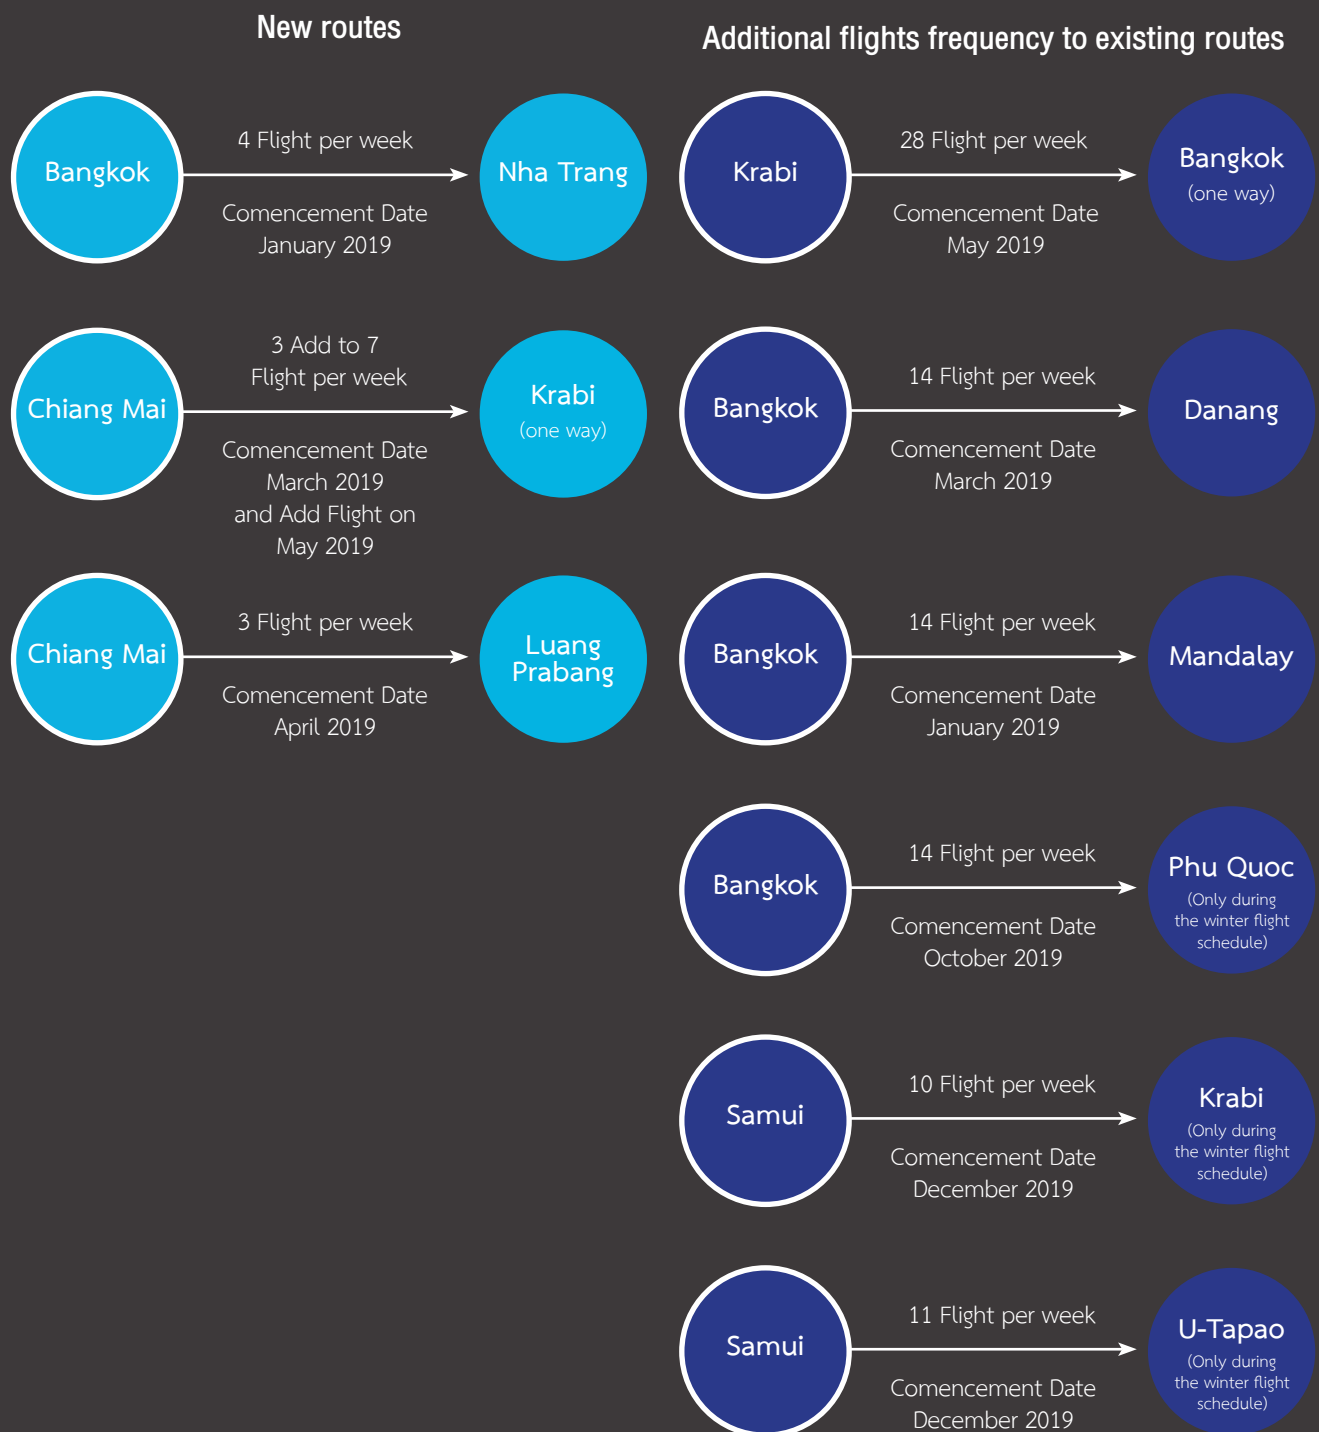 New routes
Bangkok
4 Flight per week
Comencement Date
January 2019
Nha Trang
Chiang Mai
3 Add to 7
Flight per week
Comencement Date
March 2019
and Add Flight on
May 2019
Krabi
(one way)
Chiang Mai
3 Flight per week
Comencement Date
April 2019
Luang
Prabang
Additional flights frequency to existing routes
Krabi
28 Flight per week
Comencement Date
May 2019
Bangkok
(one way)
Bangkok
14 Flight per week
Comencement Date
March 2019
Danang
Bangkok
14 Flight per week
Comencement Date
January 2019
Mandalay
Bangkok
14 Flight per week
Comencement Date
October 2019
Phu Quoc
(Only during
the winter flight
schedule)
Samui
10 Flight per week
Comencement Date
December 2019
Krabi
(Only during
the winter flight
schedule)
Samui
11 Flight per week
Comencement Date
December 2019
U-Tapao
(Only during
the winter flight
schedule)